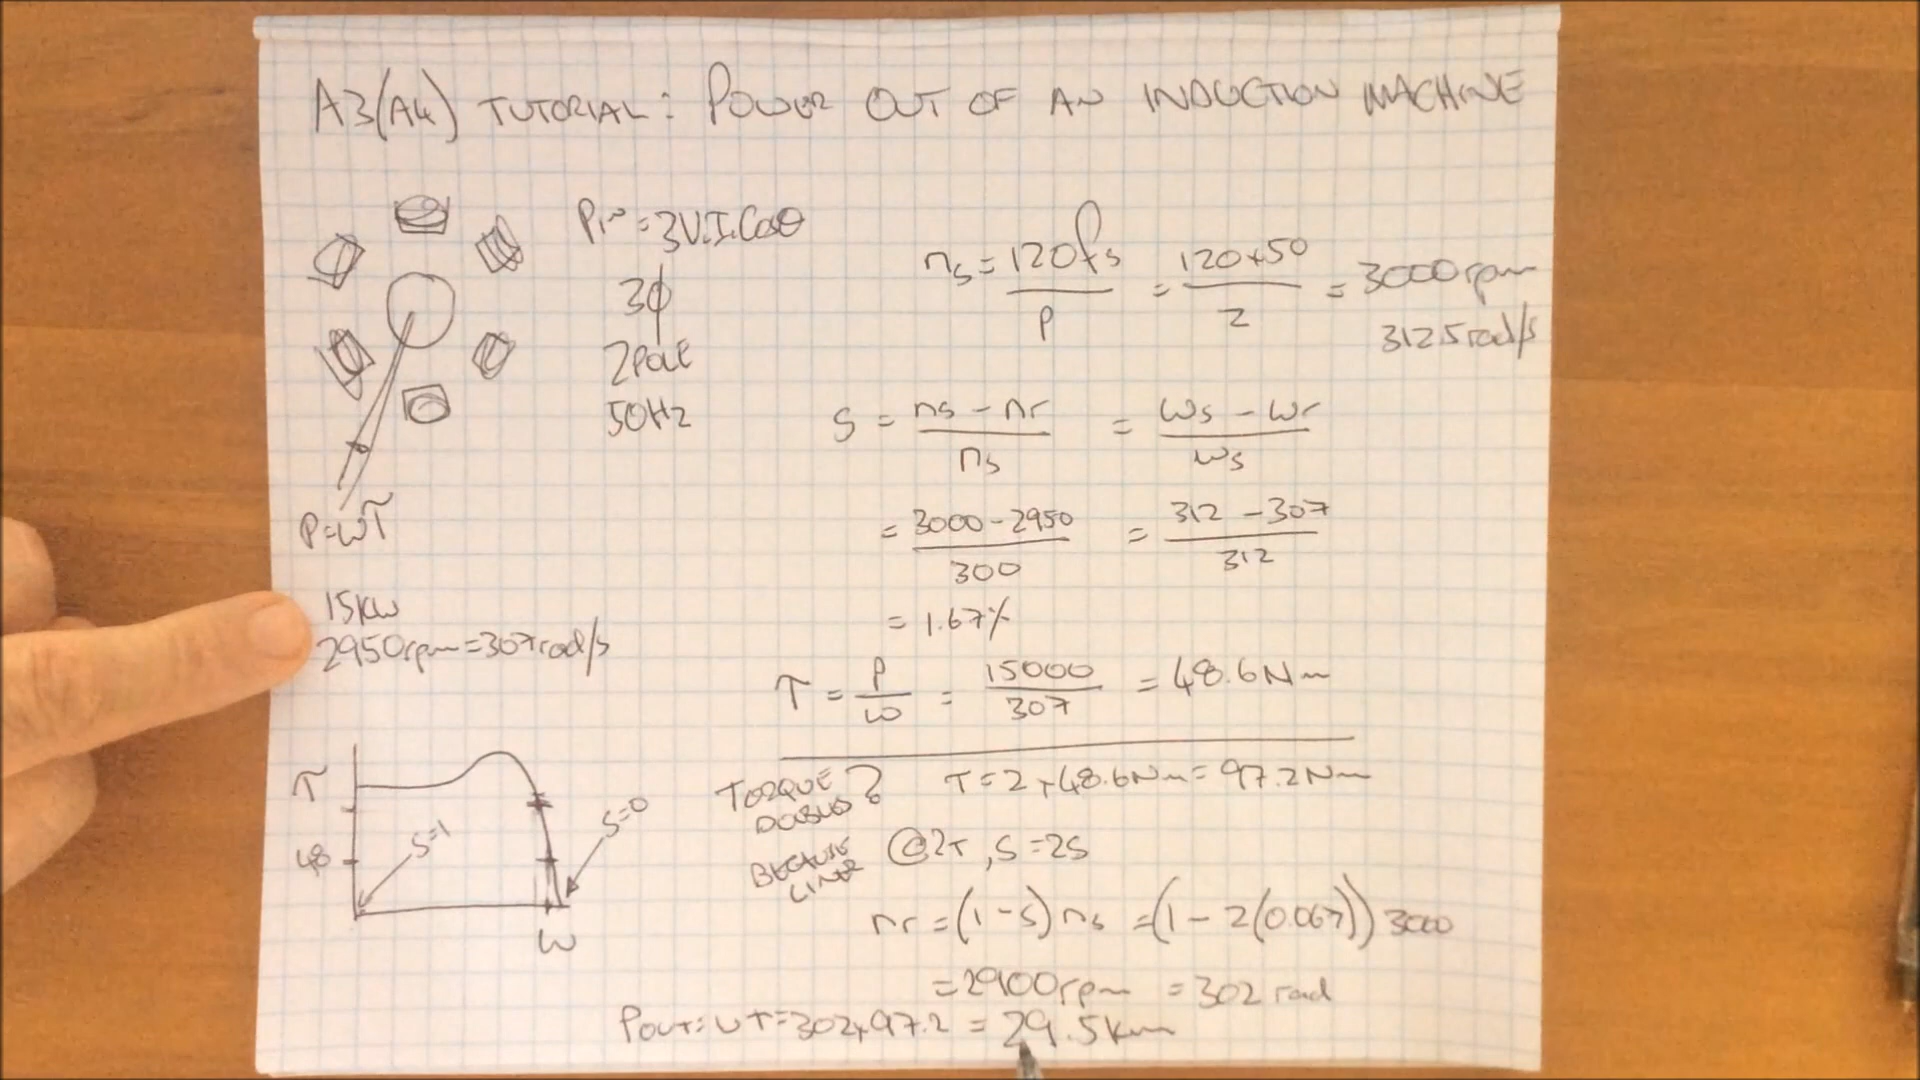 A3(A4) TUTORIAL: POWER OUT OF AN INDUCTION MACHINE
Pin = 3V.I.Cosθ
3ϕ
2POLE
50Hz
P=ωT
15KW
2950rpm=307rad/s
T
48
S=1
S=0
ω
ns = 120fs / P = 120×50 / 2 = 3000rpm
312.5rad/s
S = ns - nr / ns = ωs - ωr / ωs
= 3000-2950 / 300 = 312-307 / 312
= 1.67%
T = P / ω = 15000 / 307 = 48.6Nm
TORQUE DOUBLES? T=2×48.6Nm=97.2Nm
BECAUSE LINEAR @2T, S=2S
nr =(1-s)ns =(1-2(0.067))3000
=2900rpm =302 rad
Pout=ωT=302×97.2 = 29.5kw